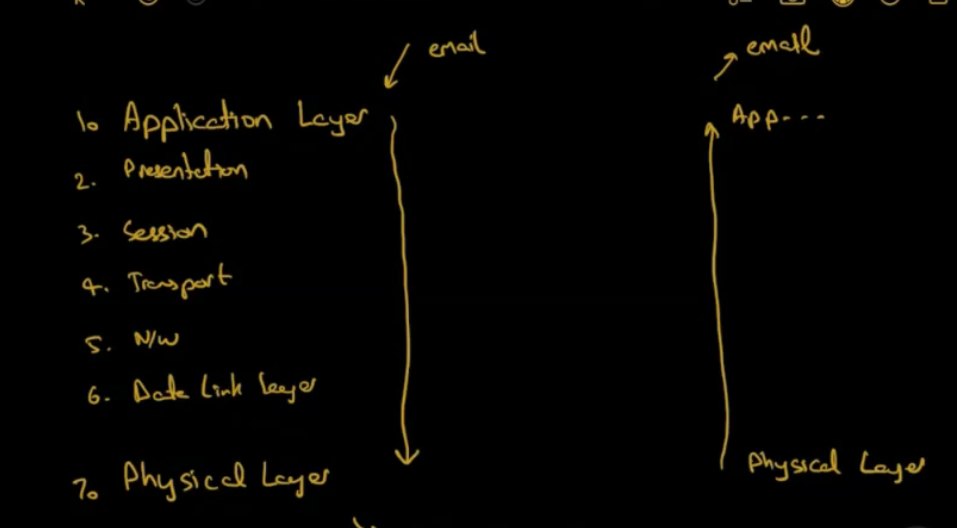 email
1. Application Layer
2. Presentation
3. Session
4. Transport
5. N/W
6. Data Link Layer
7. Physical Layer
email
App...
Physical Layer